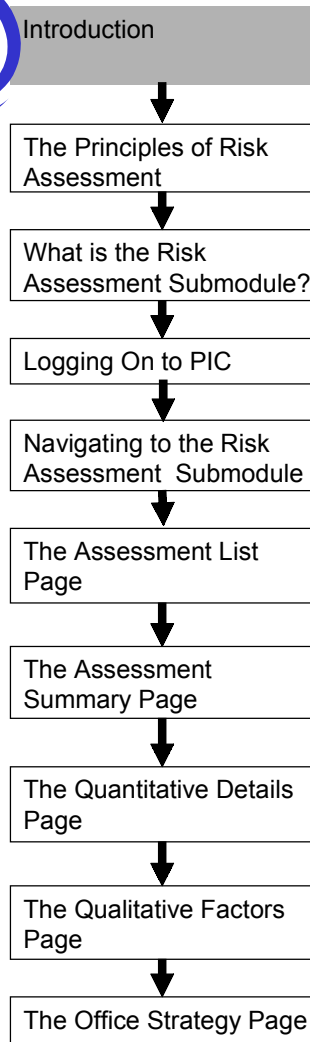 Introduction
The Principles of Risk
Assessment
What is the Risk
Assessment Submodule?
Logging On to PIC
Navigating to the Risk
Assessment Submodule
The Assessment List
Page
The Assessment
Summary Page
The Quantitative Details
Page
The Qualitative Factors
Page
The Office Strategy Page